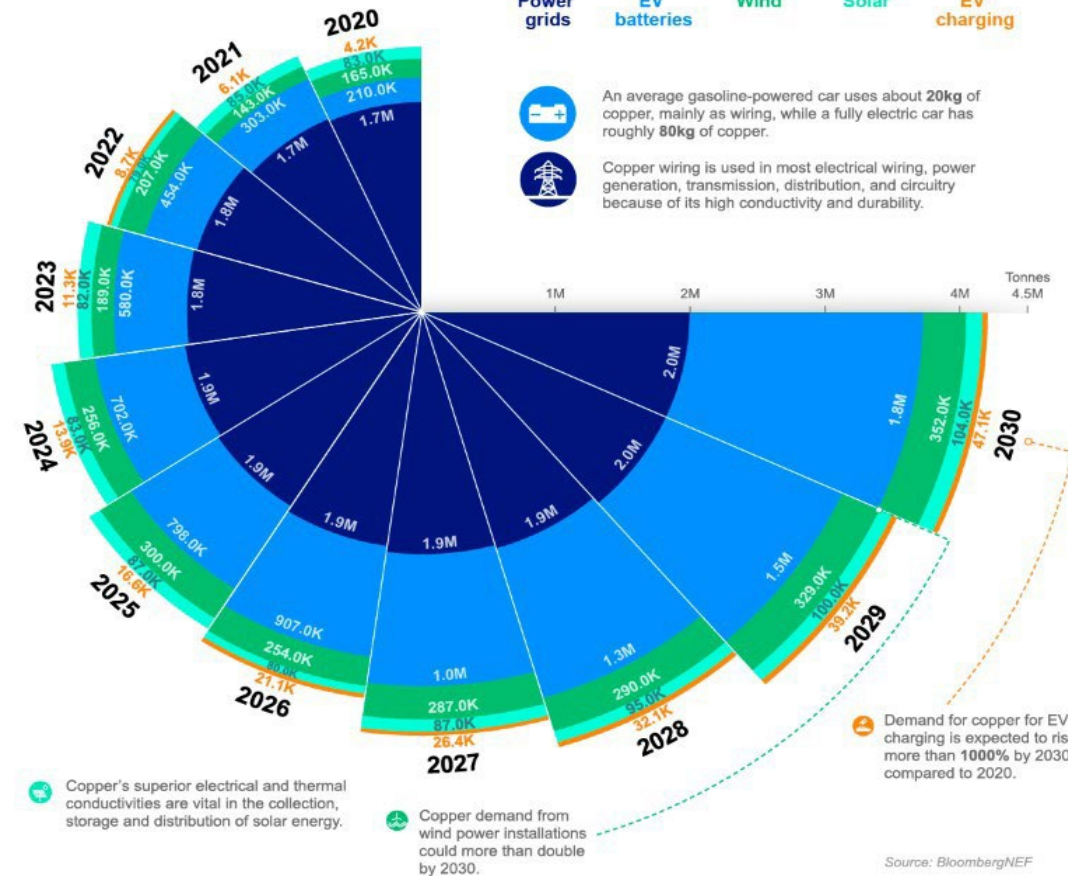 Power grids
EV batteries
Wind
Solar
EV charging
An average gasoline-powered car uses about 20kg of
copper, mainly as wiring, while a fully electric car has
roughly 80kg of copper.
Copper wiring is used in most electrical wiring, power
generation, transmission, distribution, and circuitry
because of its high conductivity and durability.
Tonnes
1M
2M
3M
4M
4.5M
2020
4.2K
83.0K
165.0K
210.0K
1.7M
2021
6.1K
143.0K
303.0K
1.7M
2022
8.7K
207.0K
454.0K
1.8M
2023
11.3K
82.0K
189.0K
580.0K
1.8M
2024
13.9K
83.0K
256.0K
702.0K
1.9M
2025
16.6K
87.0K
300.0K
798.0K
1.9M
2026
21.1K
80.0K
254.0K
907.0K
1.9M
2027
26.4K
87.0K
287.0K
1.0M
1.9M
2028
32.1K
95.0K
290.0K
1.3M
1.9M
2029
39.2K
100.0K
329.0K
1.5M
2.0M
2030
47.1K
104.0K
352.0K
1.8M
2.0M
Demand for copper for EV
charging is expected to ris
more than 1000% by 2030
compared to 2020.
Copper's superior electrical and thermal
conductivities are vital in the collection,
storage and distribution of solar energy.
Copper demand from
wind power installations
could more than double
by 2030.
Source: BloombergNEF